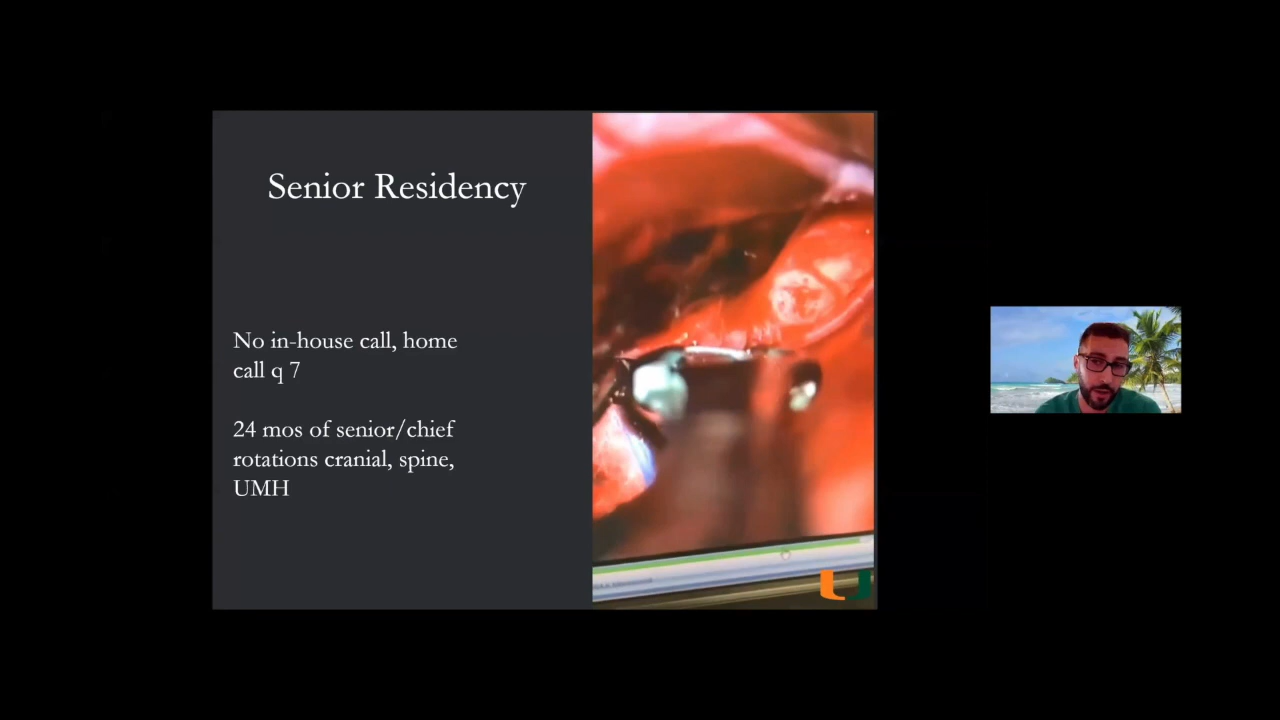 Senior Residency
No in-house call, home
call q 7
24 mos of senior/chief
rotations cranial, spine,
UMH